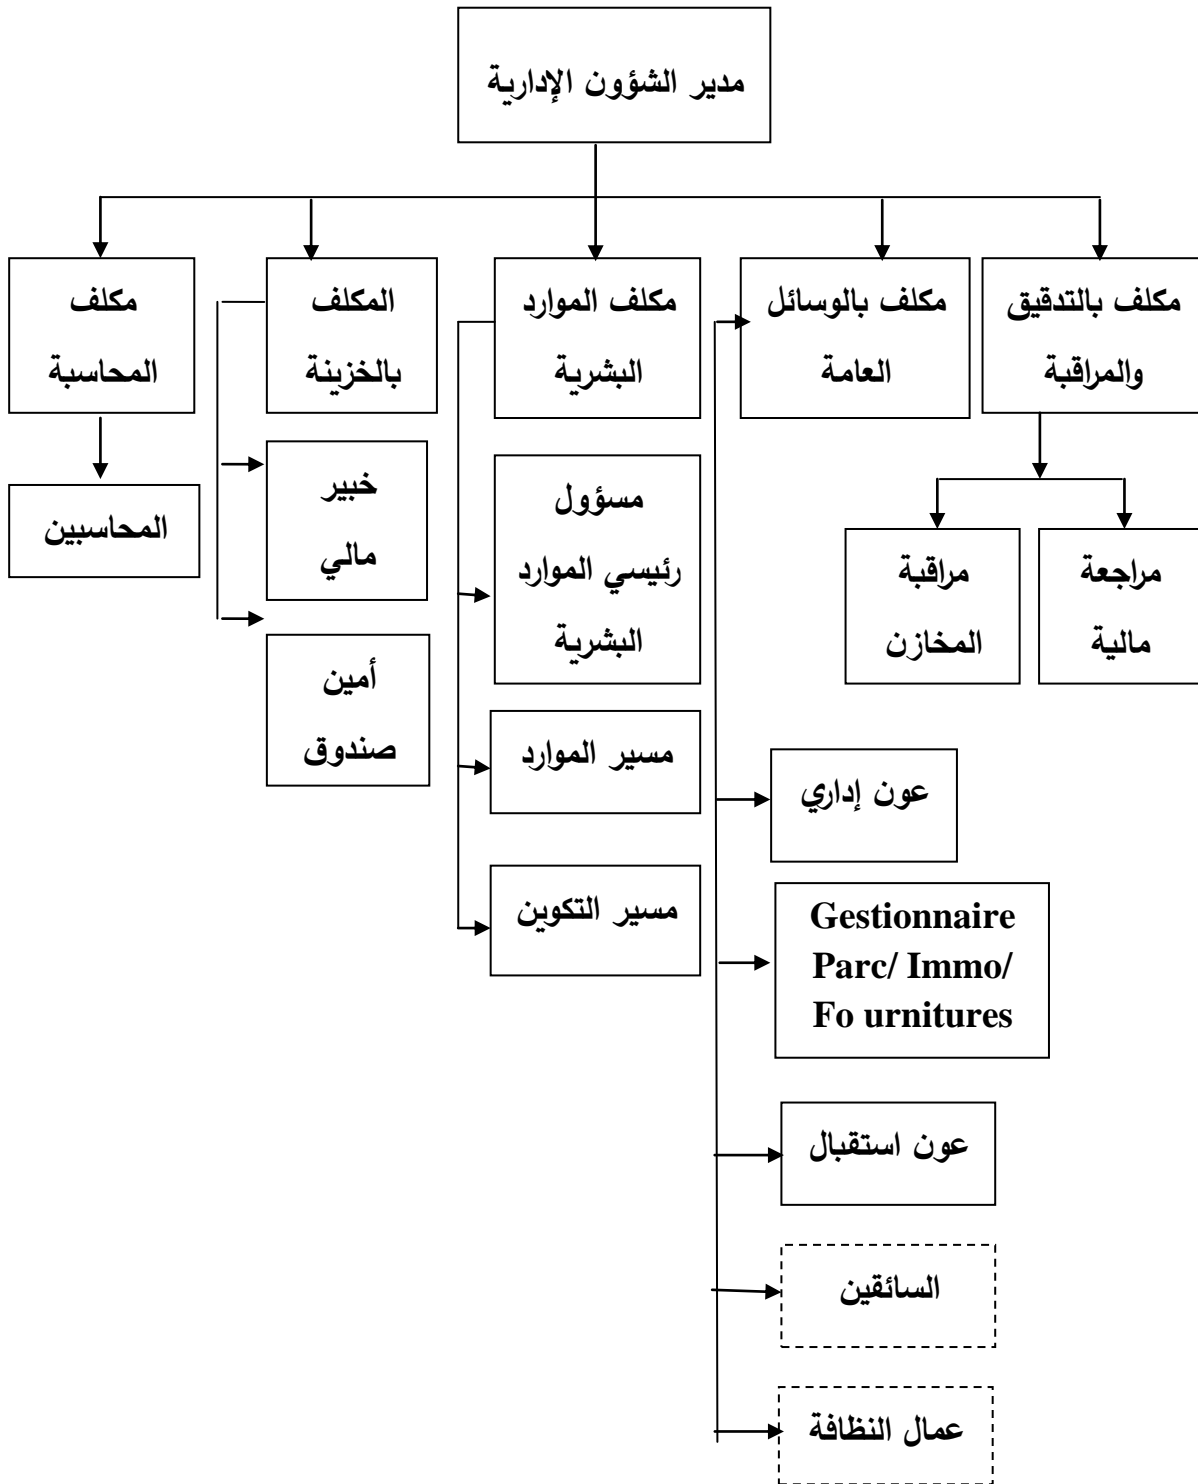 مدير الشؤون الإدارية
مكلف بالتدقيق
والمراقبة
مكلف بالوسائل
العامة
مكلف الموارد
البشرية
المكلف
بالخزينة
مكلف
المحاسبة
مراجعة
مالية
مراقبة
المخازن
مسؤول
رئيسي الموارد
البشرية
خبير
مالي
المحاسبين
أمين
صندوق
مسير الموارد
عون إداري
مسير التكوين
Gestionnaire
Parc/ Immo/
Fo urnitures
عون استقبال
السائقين
عمال النظافة